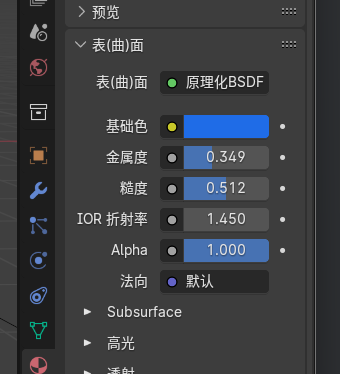 预览
表(曲)面
表(曲)面 原理化BSDF
基础色
金属度 0.349
糙度 0.512
IOR 折射率 1.450
Alpha 1.000
法向 默认
Subsurface
高光
透射